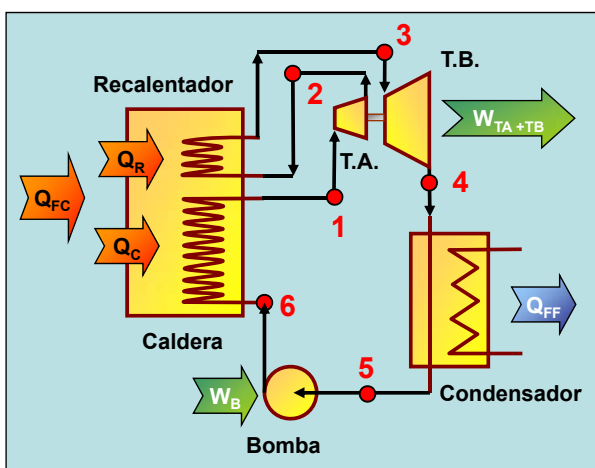 3
T.B.
Recalentador
2
W_TA +TB
Q_R
T.A.
Q_FC
4
1
Q_C
Q_FF
6
Caldera
5
Condensador
W_B
Bomba